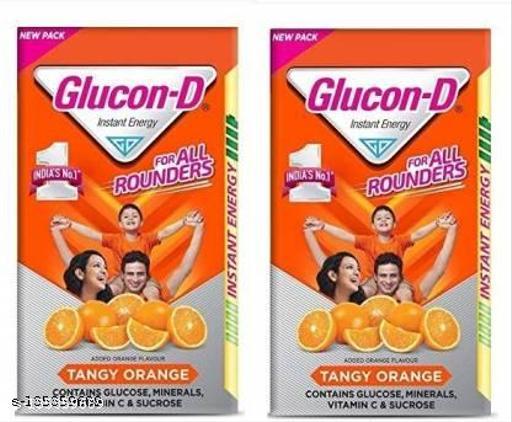 NEW PACK
Glucon-D®
Instant Energy
INDIA'S No.1*
FOR ALL
ROUNDERS
INSTANT ENERGY
ADDED ORANGE FLAVOUR
TANGY ORANGE
CONTAINS GLUCOSE, MINERALS,
IN C & SUCROSE
NEW PACK
Glucon-D®
Instant Energy
INDIA'S No.1*
FOR ALL
ROUNDERS
INSTANT ENERGY
ADDED ORANGE FLAVOUR
TANGY ORANGE
CONTAINS GLUCOSE, MINERALS,
VITAMIN C & SUCROSE